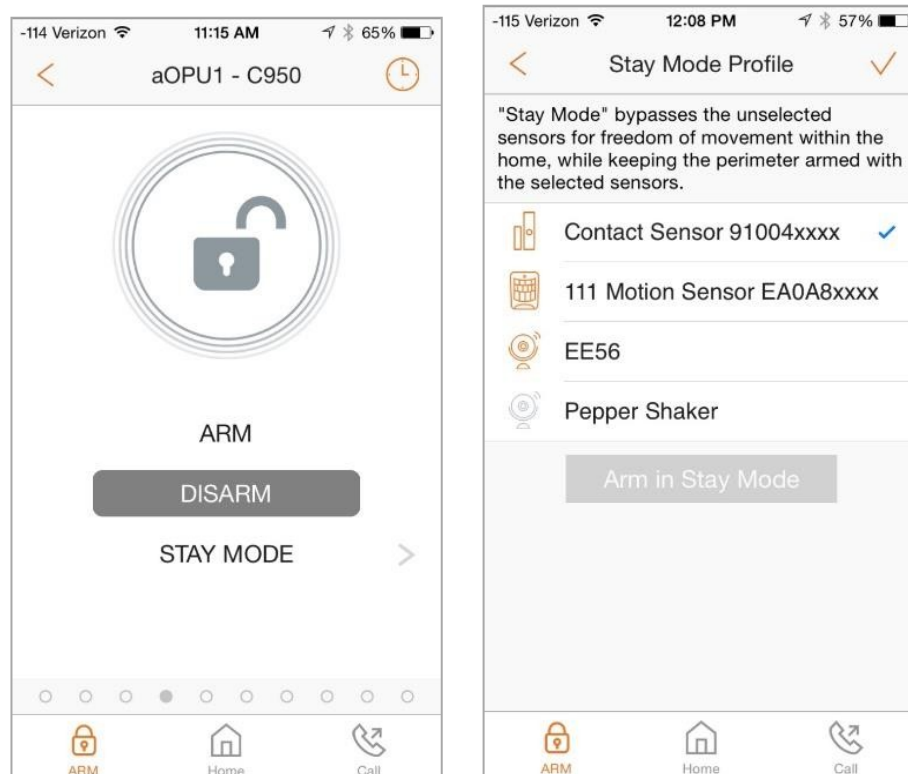 -114 Verizon 11:15 AM 65%
aOPU1 - C950
ARM
DISARM
STAY MODE
ARM Home Call
-115 Verizon 12:08 PM 57%
Stay Mode Profile
"Stay Mode" bypasses the unselected
sensors for freedom of movement within the
home, while keeping the perimeter armed with
the selected sensors.
Contact Sensor 91004xxxx
111 Motion Sensor EA0A8xxxx
EE56
Pepper Shaker
Arm in Stay Mode
ARM Home Call